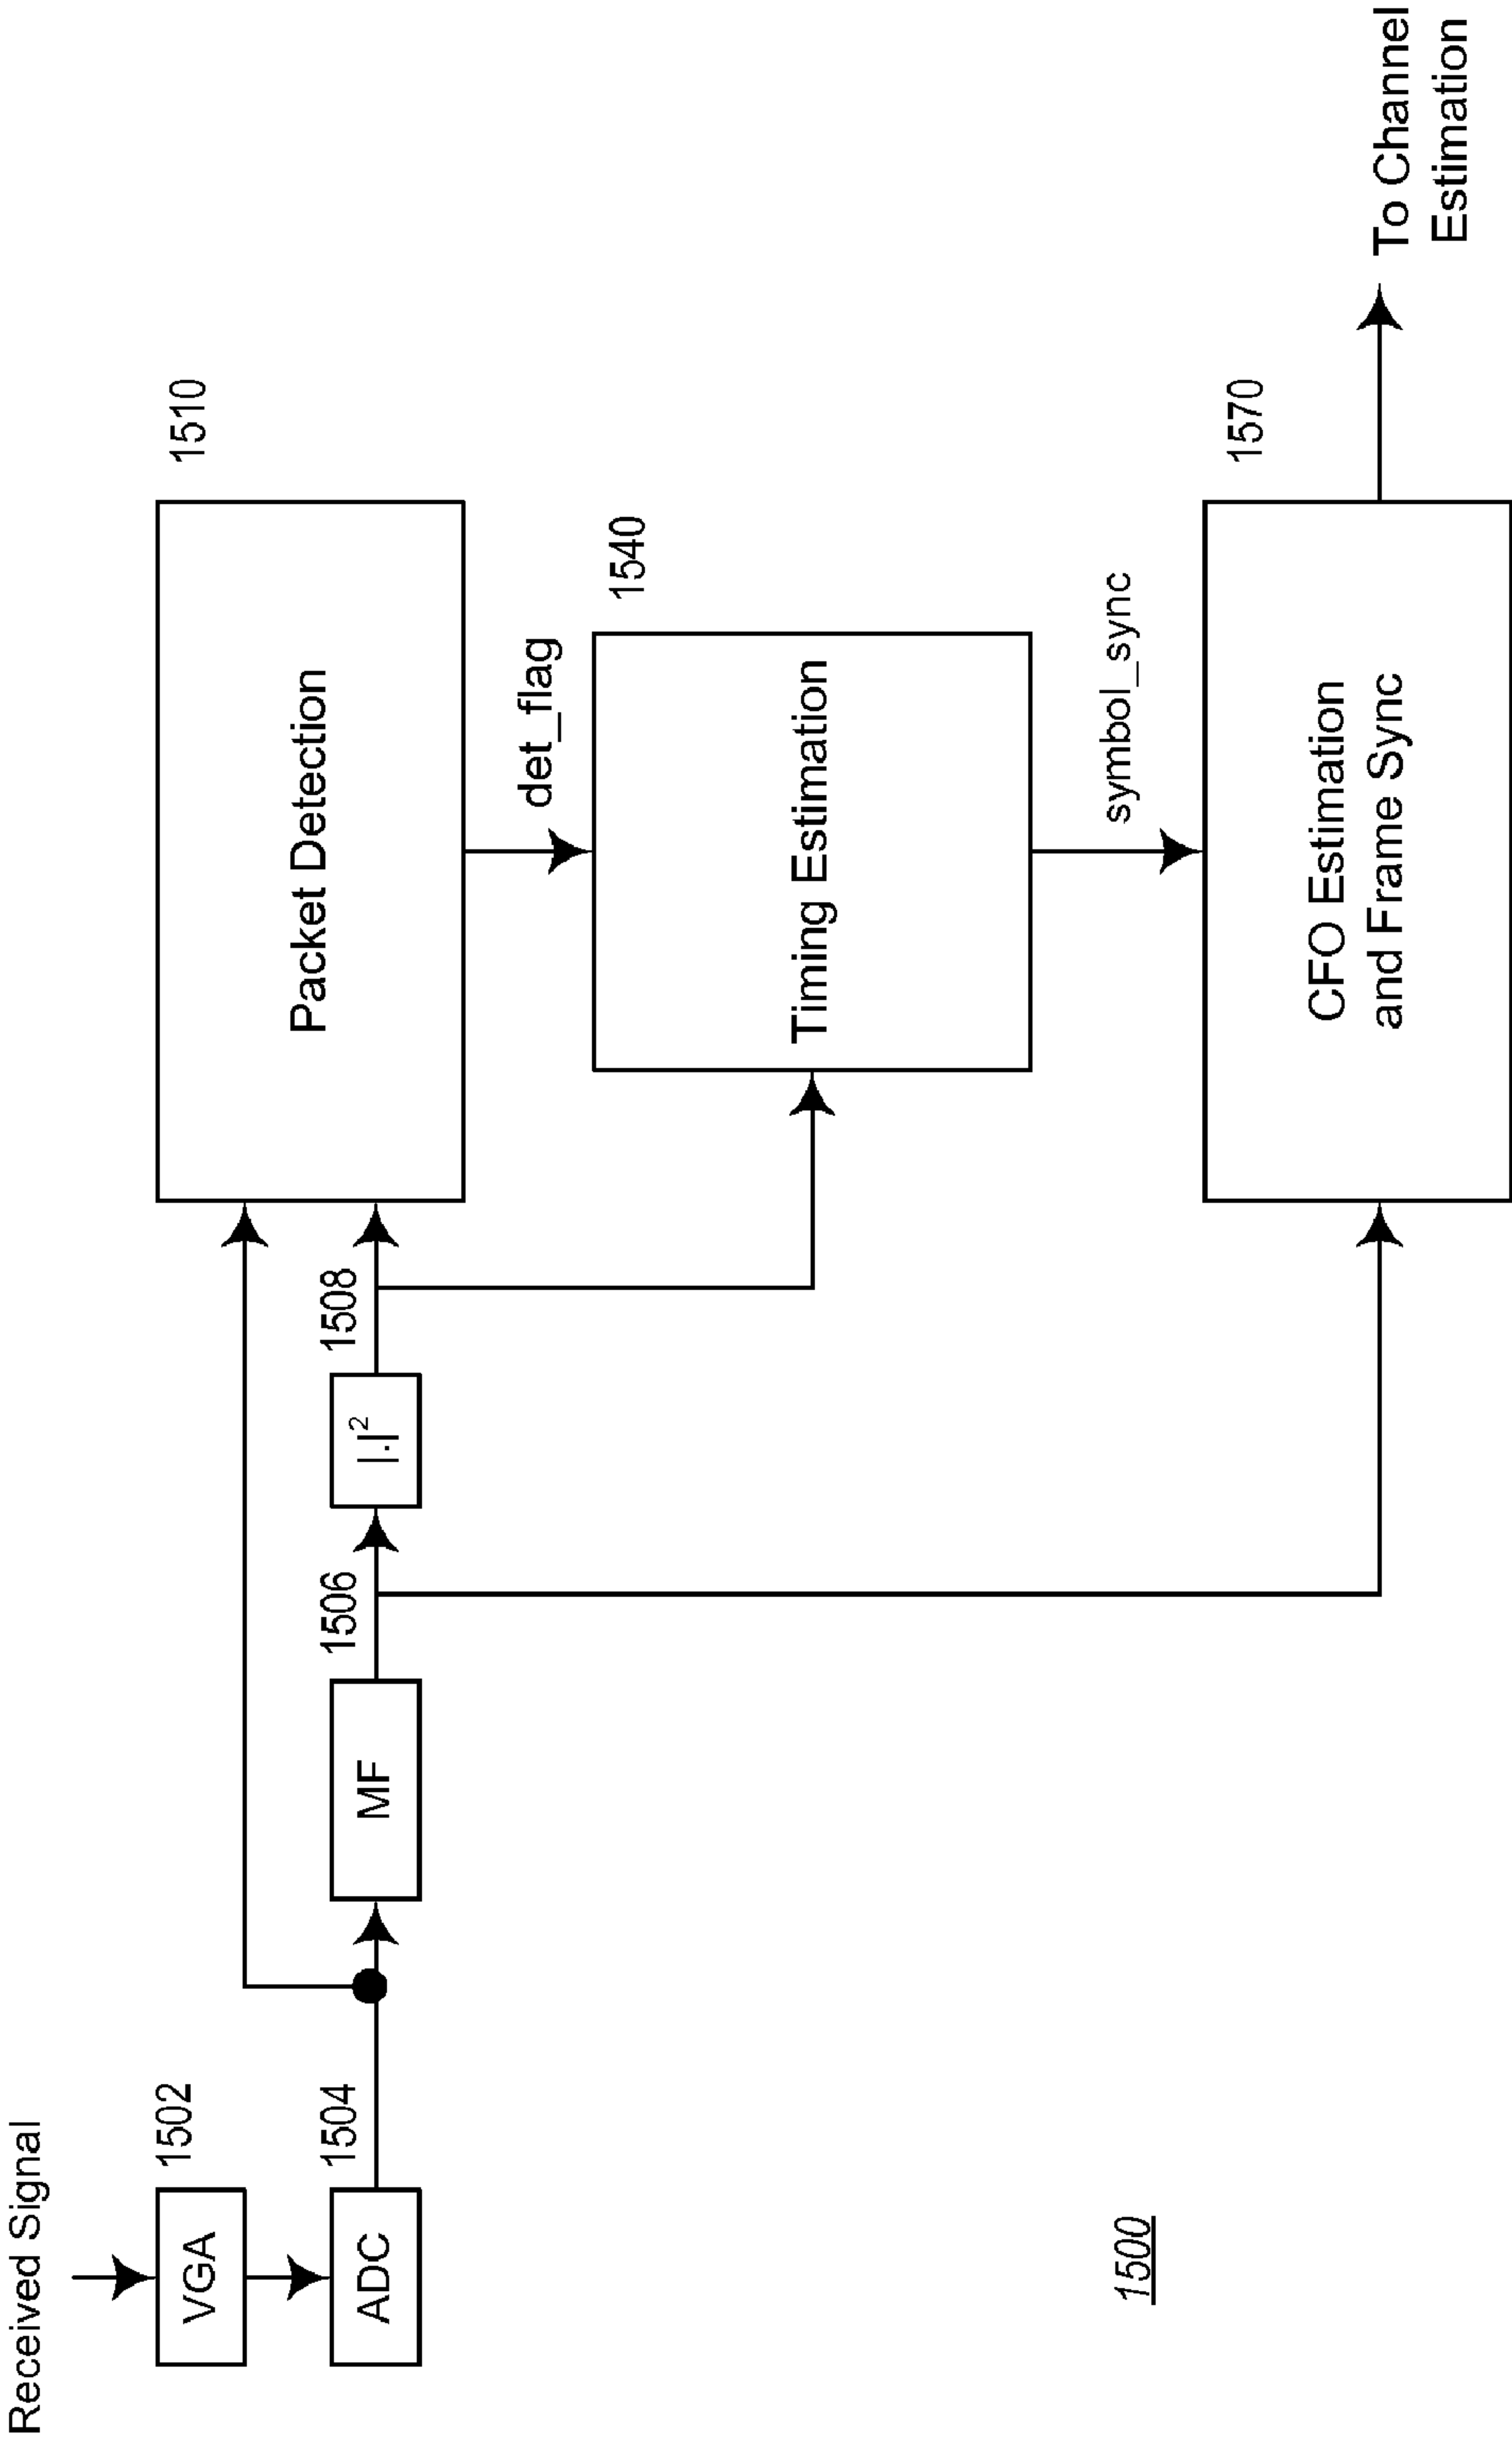 Received Signal
1502
VGA
1504
ADC
1506
MF
1508
|.|²
1510
Packet Detection
det_flag
1540
Timing Estimation
symbol_sync
1570
CFO Estimation
and Frame Sync
To Channel
Estimation
1500